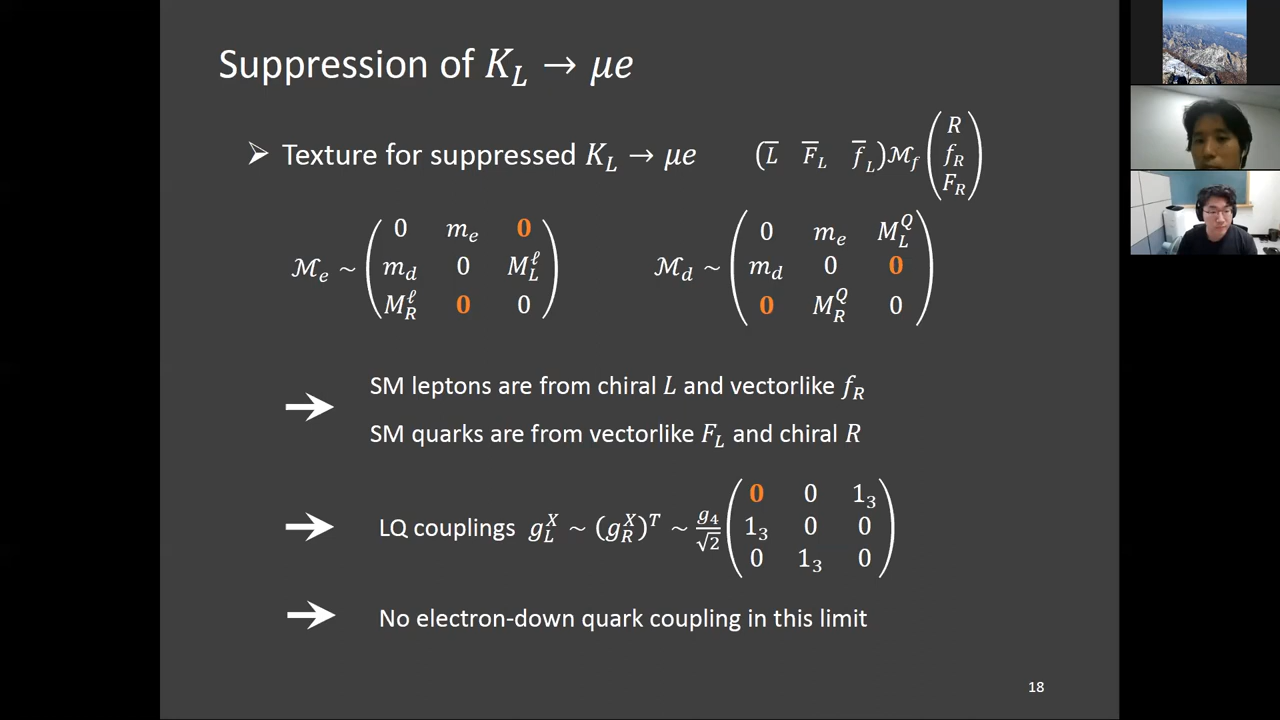 Suppression of K_L → μe
➢ Texture for suppressed K_L → μe
(L̅ F̅_L f̅_L) ℳ_f (R f_R F_R)
ℳ_e ~ (0 m_e 0
m_d 0 M_L^ℓ
M_R^ℓ 0 0)
ℳ_d ~ (0 m_e M_L^Q
m_d 0 0
0 M_R^Q 0)
SM leptons are from chiral L and vectorlike f_R
SM quarks are from vectorlike F_L and chiral R
LQ couplings g_L^X ~ (g_R^X)^T ~ g_4/√2 (0 0 1_3
1_3 0 0
0 1_3 0)
No electron-down quark coupling in this limit
18